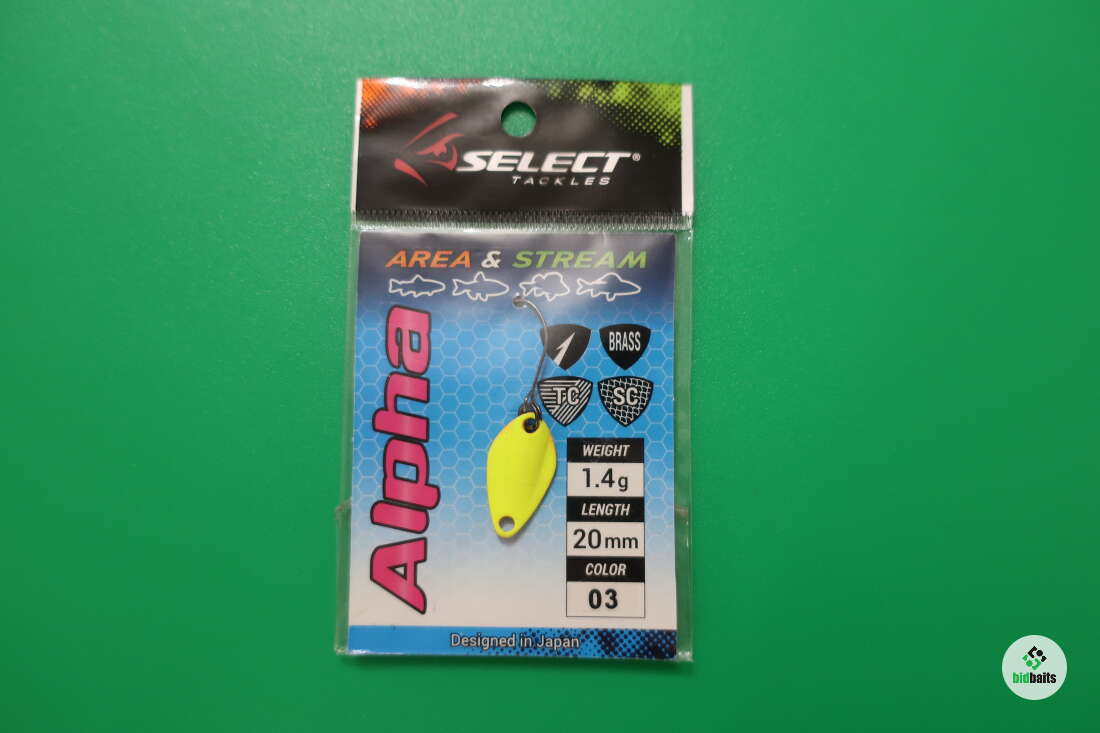 SELECT®
TACKLES
AREA & STREAM
Alpha
1
BRASS
TC
SC
WEIGHT
1.4g
LENGTH
20mm
COLOR
03
Designed in Japan
bidbaits